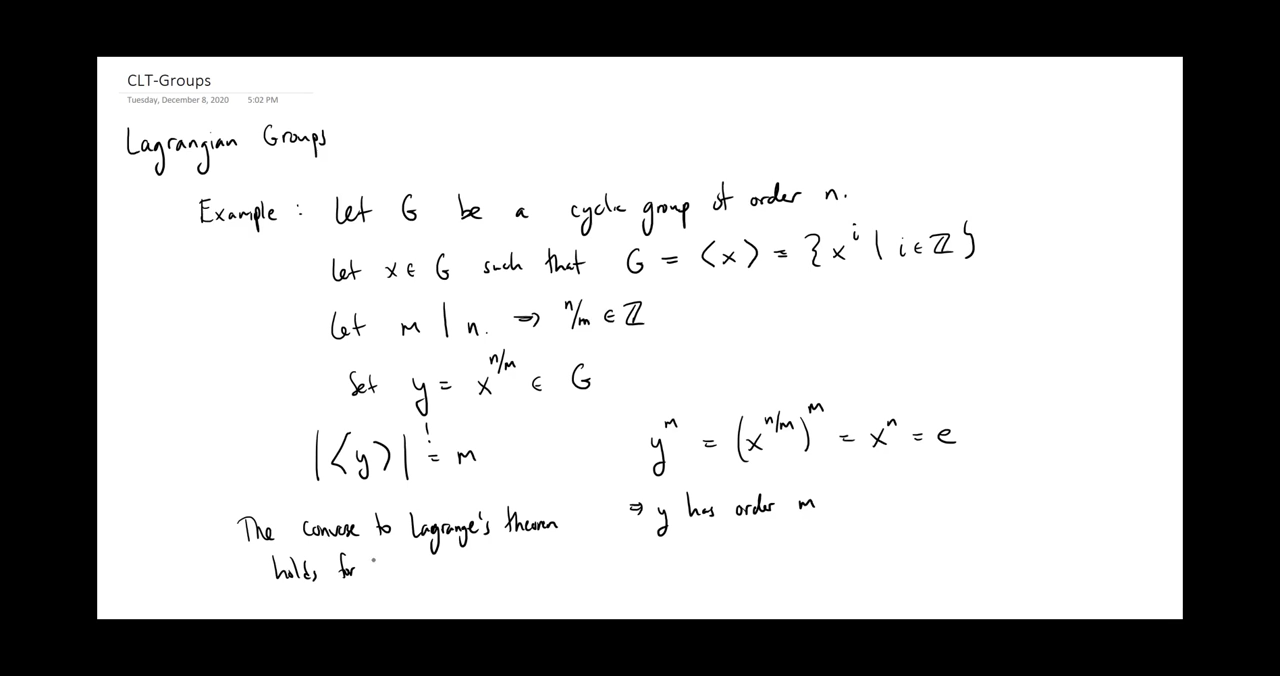 CLT-Groups
Tuesday, December 8, 2020 5:02 PM
Lagrangian Groups
Example : Let G be a cyclic group of order n.
Let x ∈ G such that G = ⟨x⟩ = {x^i | i ∈ ℤ}
Let m | n. ⇒ n/m ∈ ℤ
Set y = x^{n/m} ∈ G
|⟨y⟩| \overset{!}{=} m y^m = (x^{n/m})^m = x^n = e
⇒ y has order m
The converse to Lagrange's theorem
holds for